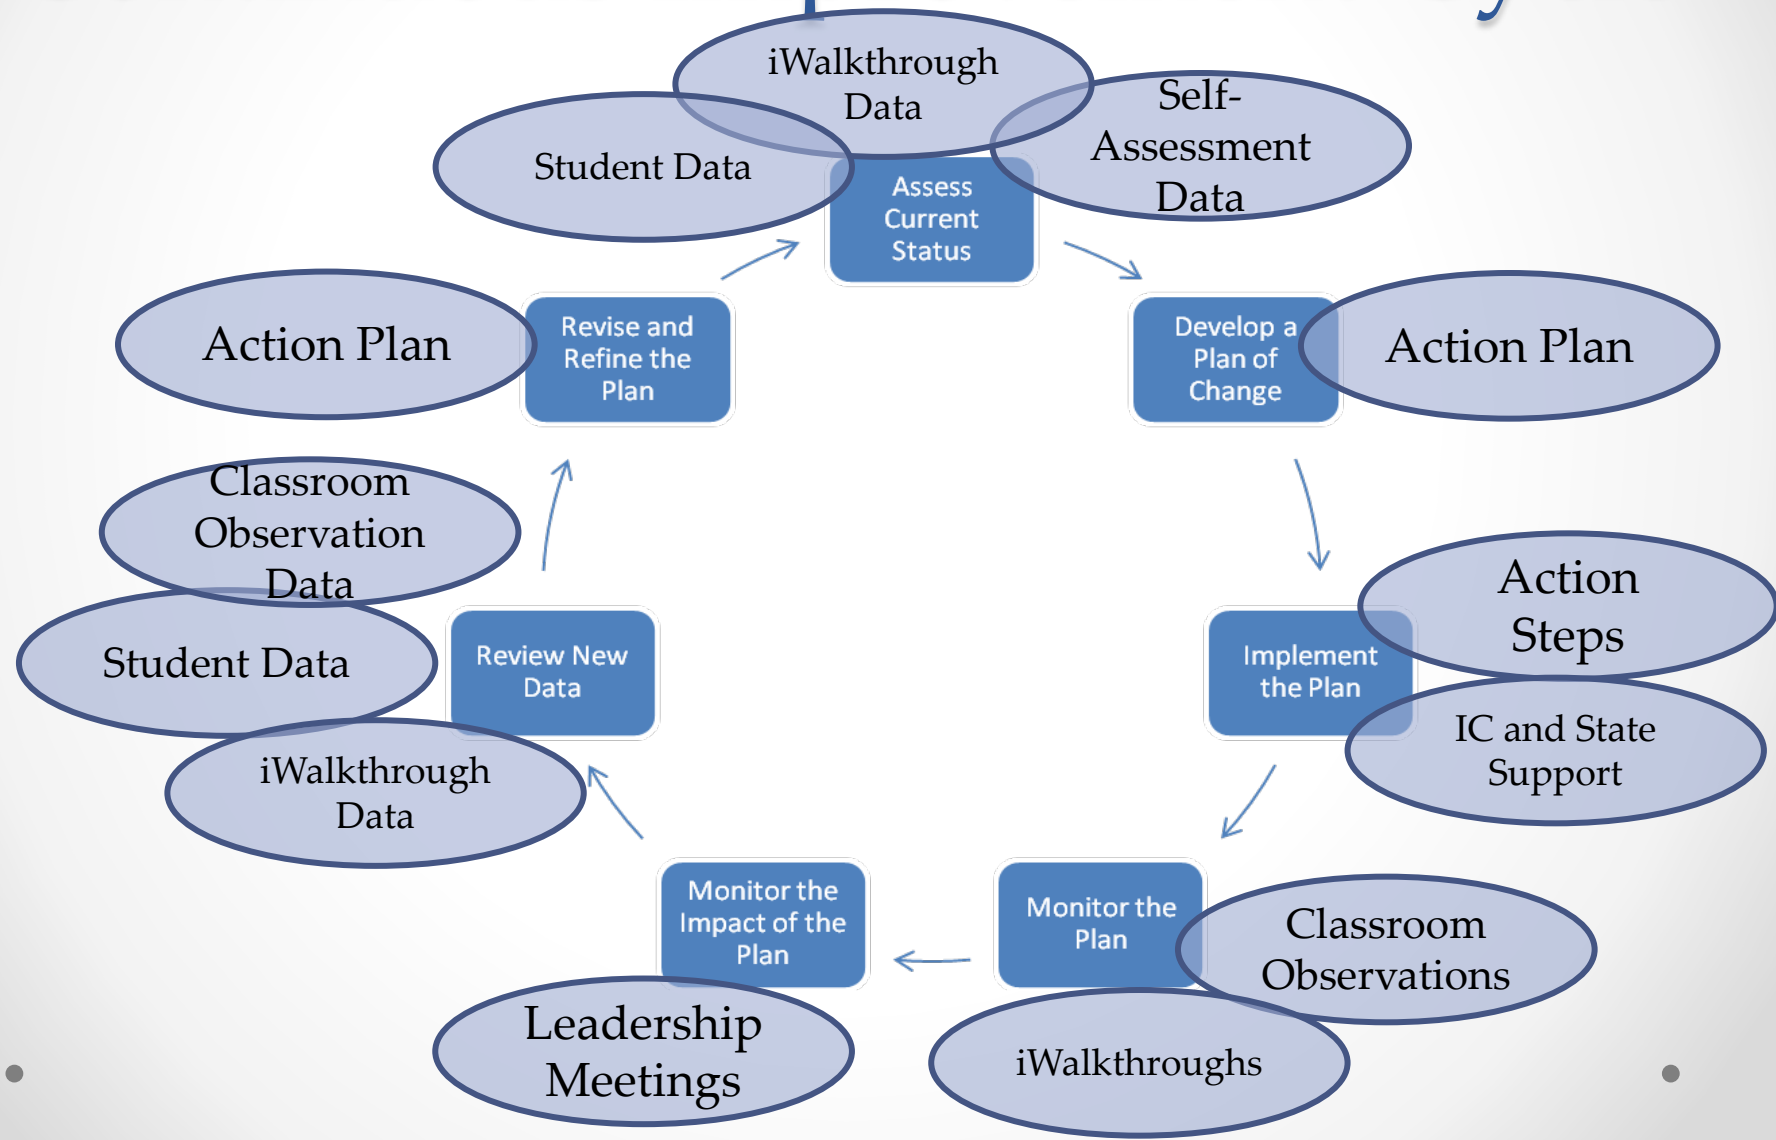 iWalkthrough
Data
Self-
Assessment
Data
Student Data
Assess
Current
Status
Action Plan
Revise and
Refine the
Plan
Develop a
Plan of
Change
Action Plan
Classroom
Observation
Data
Student Data
iWalkthrough
Data
Review New
Data
Implement
the Plan
Action
Steps
IC and State
Support
Monitor the
Impact of the
Plan
Leadership
Meetings
Monitor the
Plan
Classroom
Observations
iWalkthroughs